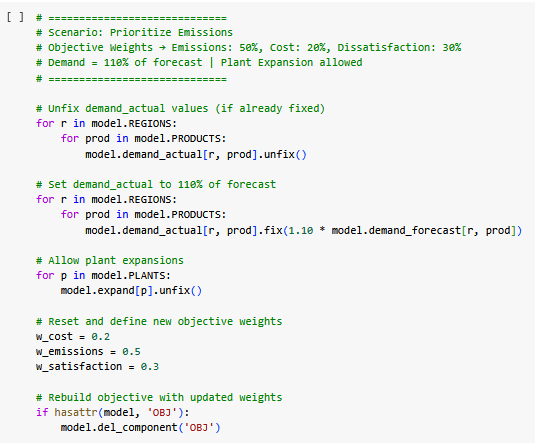 [ ] # ============================
# Scenario: Prioritize Emissions
# Objective Weights → Emissions: 50%, Cost: 20%, Dissatisfaction: 30%
# Demand = 110% of forecast | Plant Expansion allowed
# ============================
# Unfix demand_actual values (if already fixed)
for r in model.REGIONS:
    for prod in model.PRODUCTS:
        model.demand_actual[r, prod].unfix()
# Set demand_actual to 110% of forecast
for r in model.REGIONS:
    for prod in model.PRODUCTS:
        model.demand_actual[r, prod].fix(1.10 * model.demand_forecast[r, prod])
# Allow plant expansions
for p in model.PLANTS:
    model.expand[p].unfix()
# Reset and define new objective weights
w_cost = 0.2
w_emissions = 0.5
w_satisfaction = 0.3
# Rebuild objective with updated weights
if hasattr(model, 'OBJ'):
    model.del_component('OBJ')